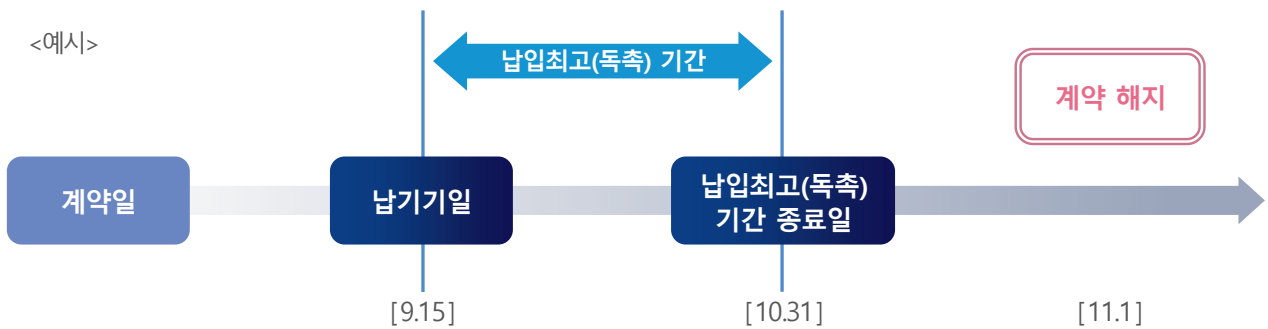 <예시>
납입최고(독촉) 기간
계약 해지
계약일
납기기일
납입최고(독촉)
기간 종료일
[9.15]
[10.31]
[11.1]